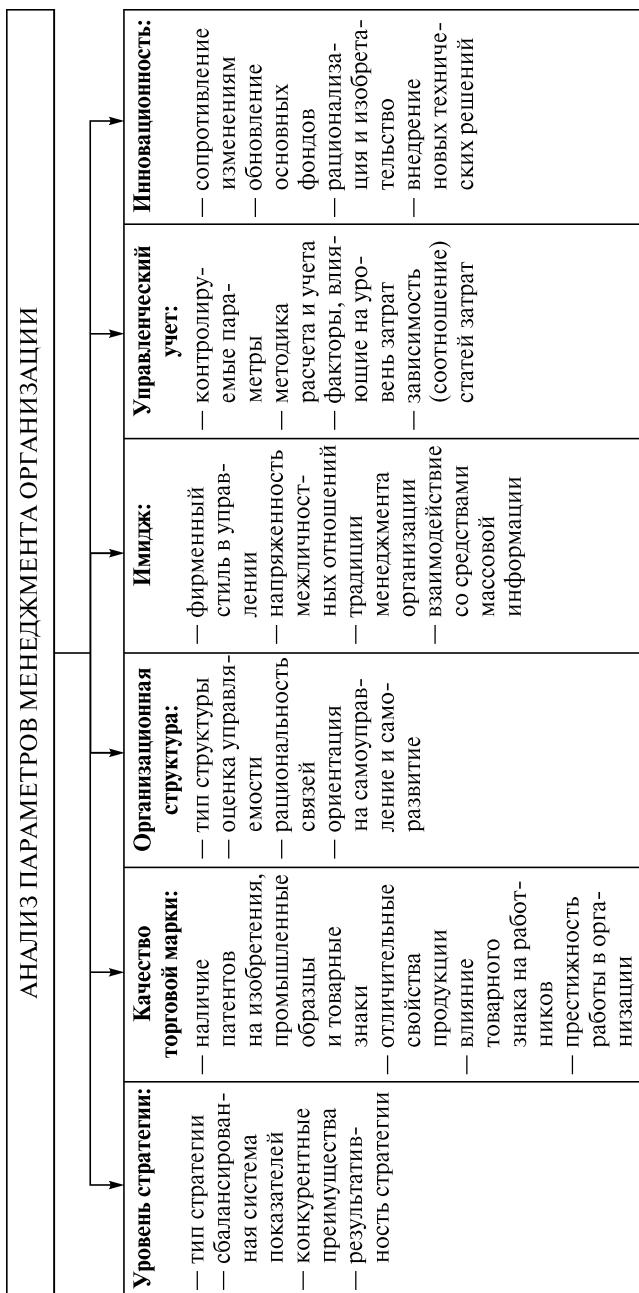 АНАЛИЗ ПАРАМЕТРОВ МЕНЕДЖМЕНТА ОРГАНИЗАЦИИ
Уровень стратегии:
— тип стратегии
— сбалансирован-
ная система
показателей
— конкурентные
преимущества
— результатив-
ность стратегии
Качество
торговой марки:
— наличие
патентов
на изобретения,
промышленные
образцы
и товарные
знаки
— отличительные
свойства
продукции
— влияние
товарного
знака на работ-
ников
— престижность
работы в орга-
низации
Организационная
структура:
— тип структуры
— оценка управля-
емости
— рациональность
связей
— ориентация
на самоуправ-
ление и само-
развитие
Имидж:
— фирменный
стиль в управ-
лении
— напряженность
межличност-
ных отношений
— традиции
менеджмента
организации
— взаимодействие
со средствами
массовой
информации
Управленческий
учет:
— контролиру-
емые пара-
метры
— методика
расчета и учета
— факторы, влия-
ющие на уро-
вень затрат
— зависимость
(соотношение)
статей затрат
Инновационность:
— сопротивление
изменениям
— обновление
основных
фондов
— рационализа-
ция и изобрета-
тельство
— внедрение
новых техниче-
ских решений